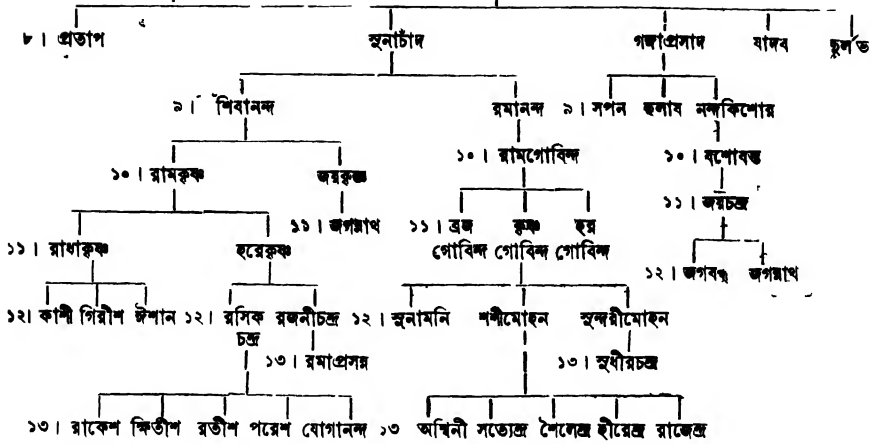 ৮। প্রতাপ সুনাচাঁদ গঙ্গাপ্রসাদ যাদব দুর্লভ
৯। শিবানন্দ রমানন্দ ৯। সপন দুলাব নন্দকিশোর
১০। রামকৃষ্ণ জয়কৃষ্ণ ১০। রামগোবিন্দ ১০। যশোবন্ত
১১। রাধাকৃষ্ণ হরেকৃষ্ণ ১১। জগন্নাথ ১১। ব্রজ কৃষ্ণ হর ১১। জয়চন্দ্র
গোবিন্দ গোবিন্দ গোবিন্দ
১২। জগবন্ধু জগন্নাথ
১২। কাশী গিরীশ ঈশান ১২। রসিক রজনীচন্দ্র ১২। সুনামনি শশীমোহন সুন্দরীমোহন
চন্দ্র
১৩। রমাপ্রসন্ন ১৩। সুধীরচন্দ্র
১৩। রাকেশ ক্ষিতীশ রতীশ পরেশ যোগানন্দ ১৩ অশ্বিনী সত্যেন্দ্র শৈলেন্দ্র হীরেন্দ্র রাজেন্দ্র